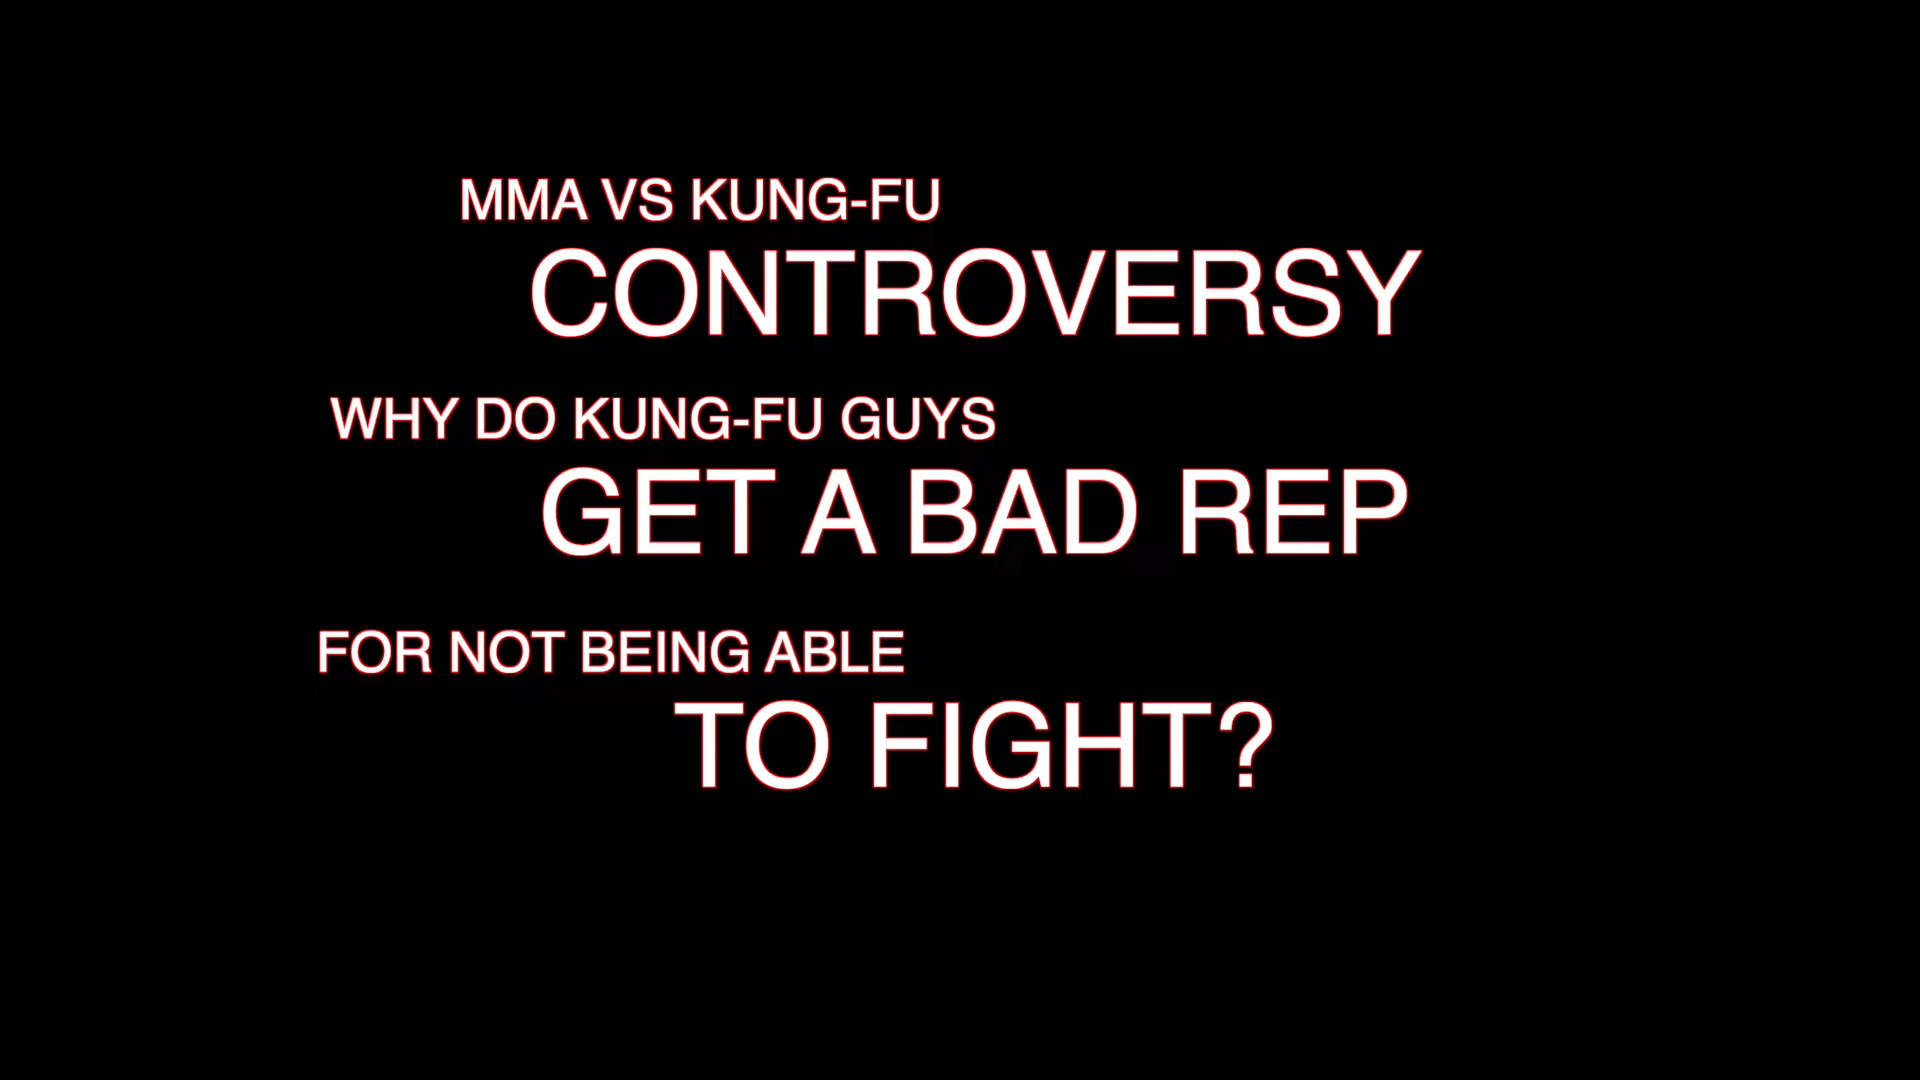 MMA VS KUNG-FU
CONTROVERSY
WHY DO KUNG-FU GUYS
GET A BAD REP
FOR NOT BEING ABLE
TO FIGHT?